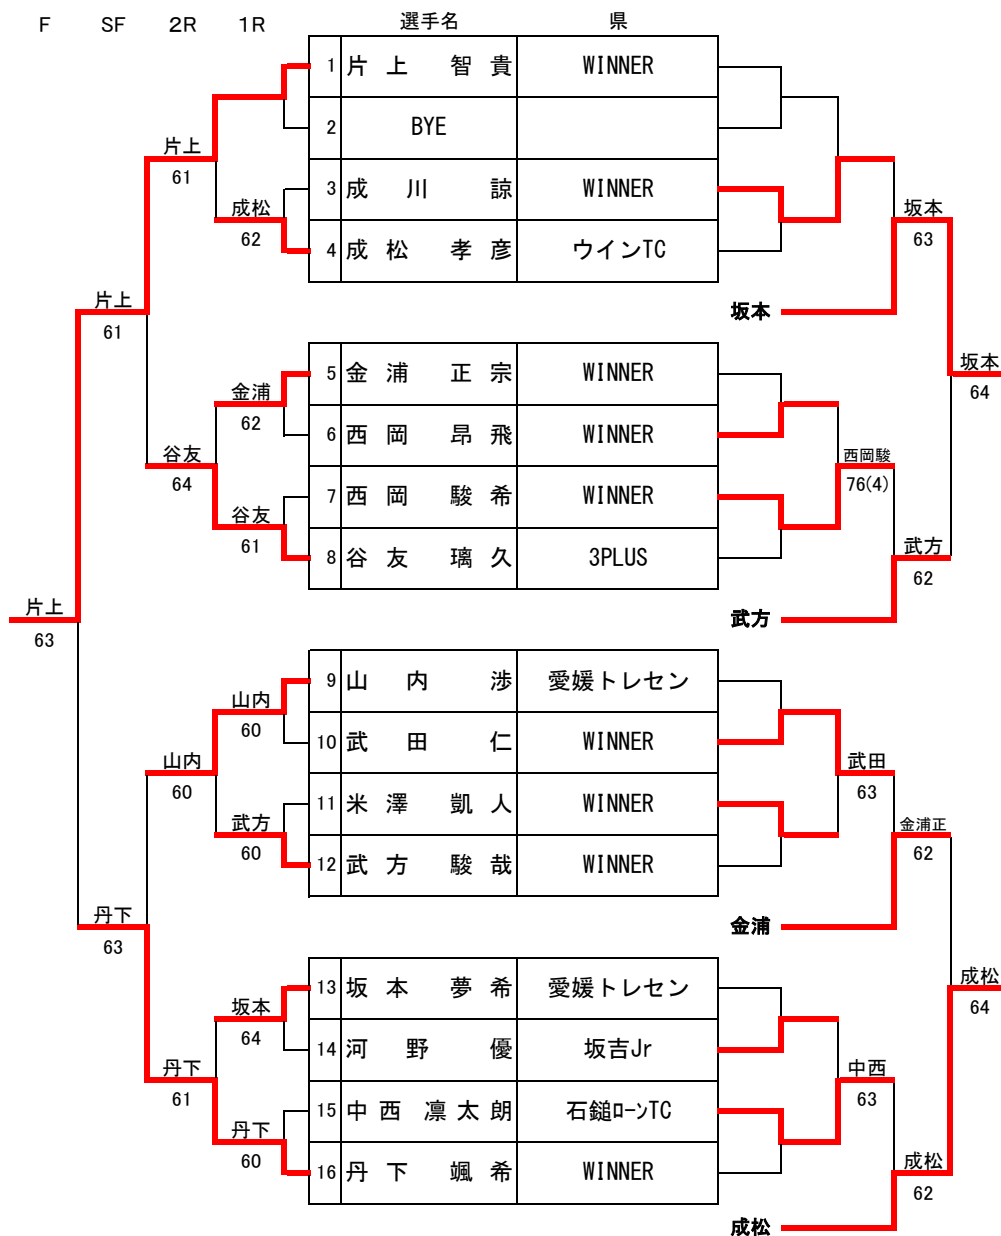 F SF 2R 1R 選手名 県
1 片上 智貴 WINNER
2 BYE
片上
61
3 成川 諒 WINNER
成松
62
坂本
63
4 成松 孝彦 ウインTC
片上
61
坂本
5 金浦 正宗 WINNER
坂本
64
金浦
62
6 西岡 昂飛 WINNER
谷友
64
西岡駿
76(4)
7 西岡 駿希 WINNER
谷友
61
8 谷友 璃久 3PLUS
武方
62
片上
63
武方
9 山内 渉 愛媛トレセン
山内
60
10 武田 仁 WINNER
山内
60
武田
63
11 米澤 凱人 WINNER
武方
60
金浦正
62
12 武方 駿哉 WINNER
丹下
63
金浦
13 坂本 夢希 愛媛トレセン
成松
64
坂本
64
14 河野 優 坂吉Jr
丹下
61
中西
63
15 中西 凛太朗 石鎚ローンTC
丹下
60
16 丹下 颯希 WINNER
成松
62
成松